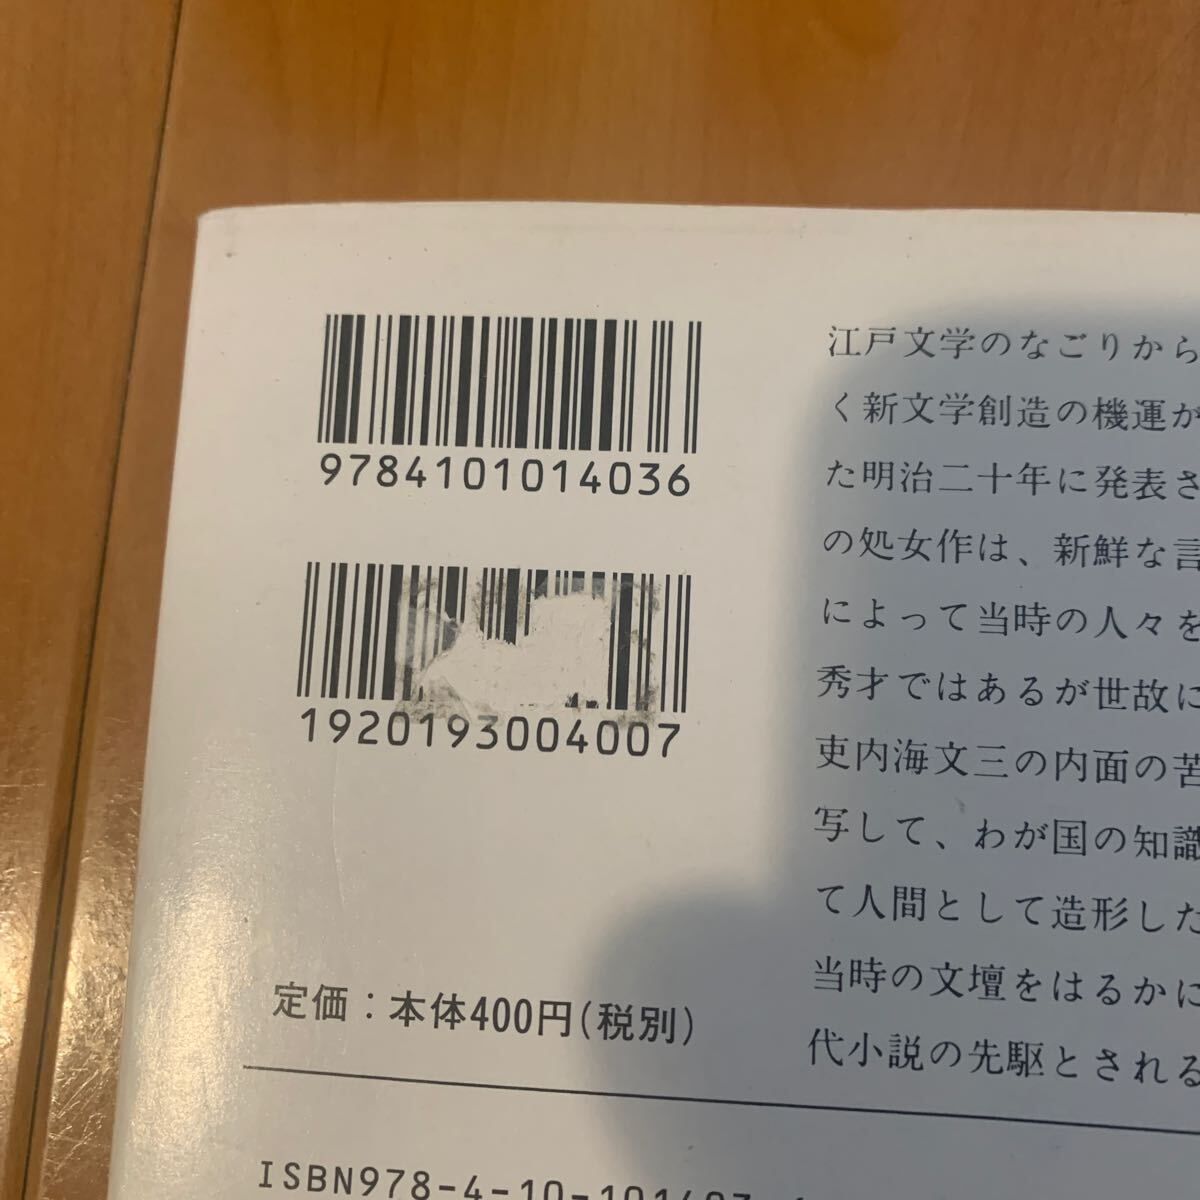 9784101014036
1920193004007
定価：本体400円（税別）
ISBN978-4-10-101403-
江戸文学のなごりから
く新文学創造の機運が
た明治二十年に発表さ
の処女作は、新鮮な言
によって当時の人々を
秀才ではあるが世故に
吏内海文三の内面の苦
写して、わが国の知識
て人間として造形した
当時の文壇をはるかに
代小説の先駆とされる